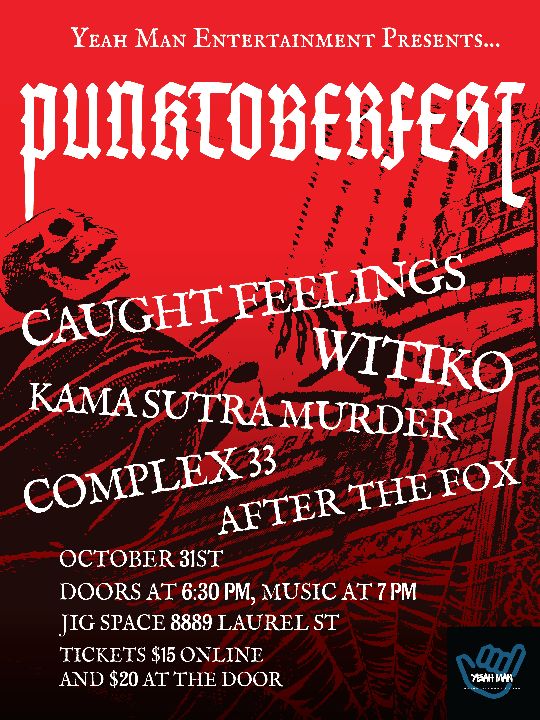 Yeah Man Entertainment Presents...
PUNKTOBERFEST
CAUGHT FEELINGS
WITIKO
KAMA SUTRA MURDER
COMPLEX 33
AFTER THE FOX
OCTOBER 31ST
DOORS AT 6:30 PM, MUSIC AT 7 PM
JIG SPACE 8889 LAUREL ST
TICKETS $15 ONLINE
AND $20 AT THE DOOR
YEAH MAN